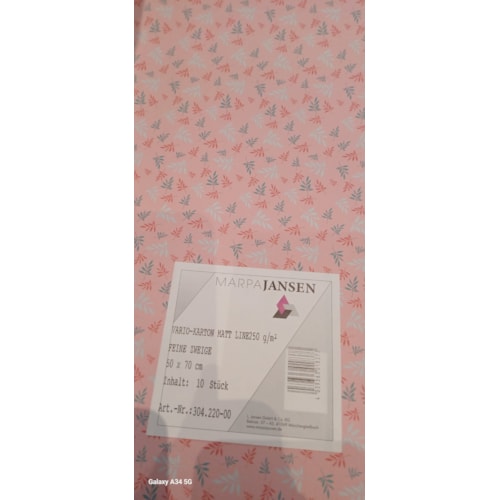 MARPAJANSEN
VARIO-KARTON MATT LINE250 g/m²
FEINE ZWEIGE
50 x 70 cm
Inhalt: 10 Stück
Art.-Nr.:304.220-00
Galaxy A34 5G